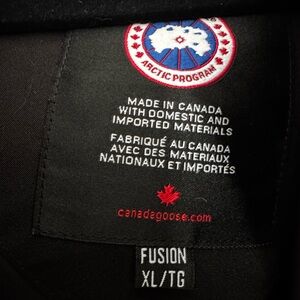 ARCTIC PROGRAM
MADE IN CANADA
WITH DOMESTIC AND
IMPORTED MATERIALS
FABRIQUÉ AU CANADA
AVEC DES MATERIAUX
NATIONAUX ET IMPORTÉS
canadagoose.com
FUSION
XL/TG